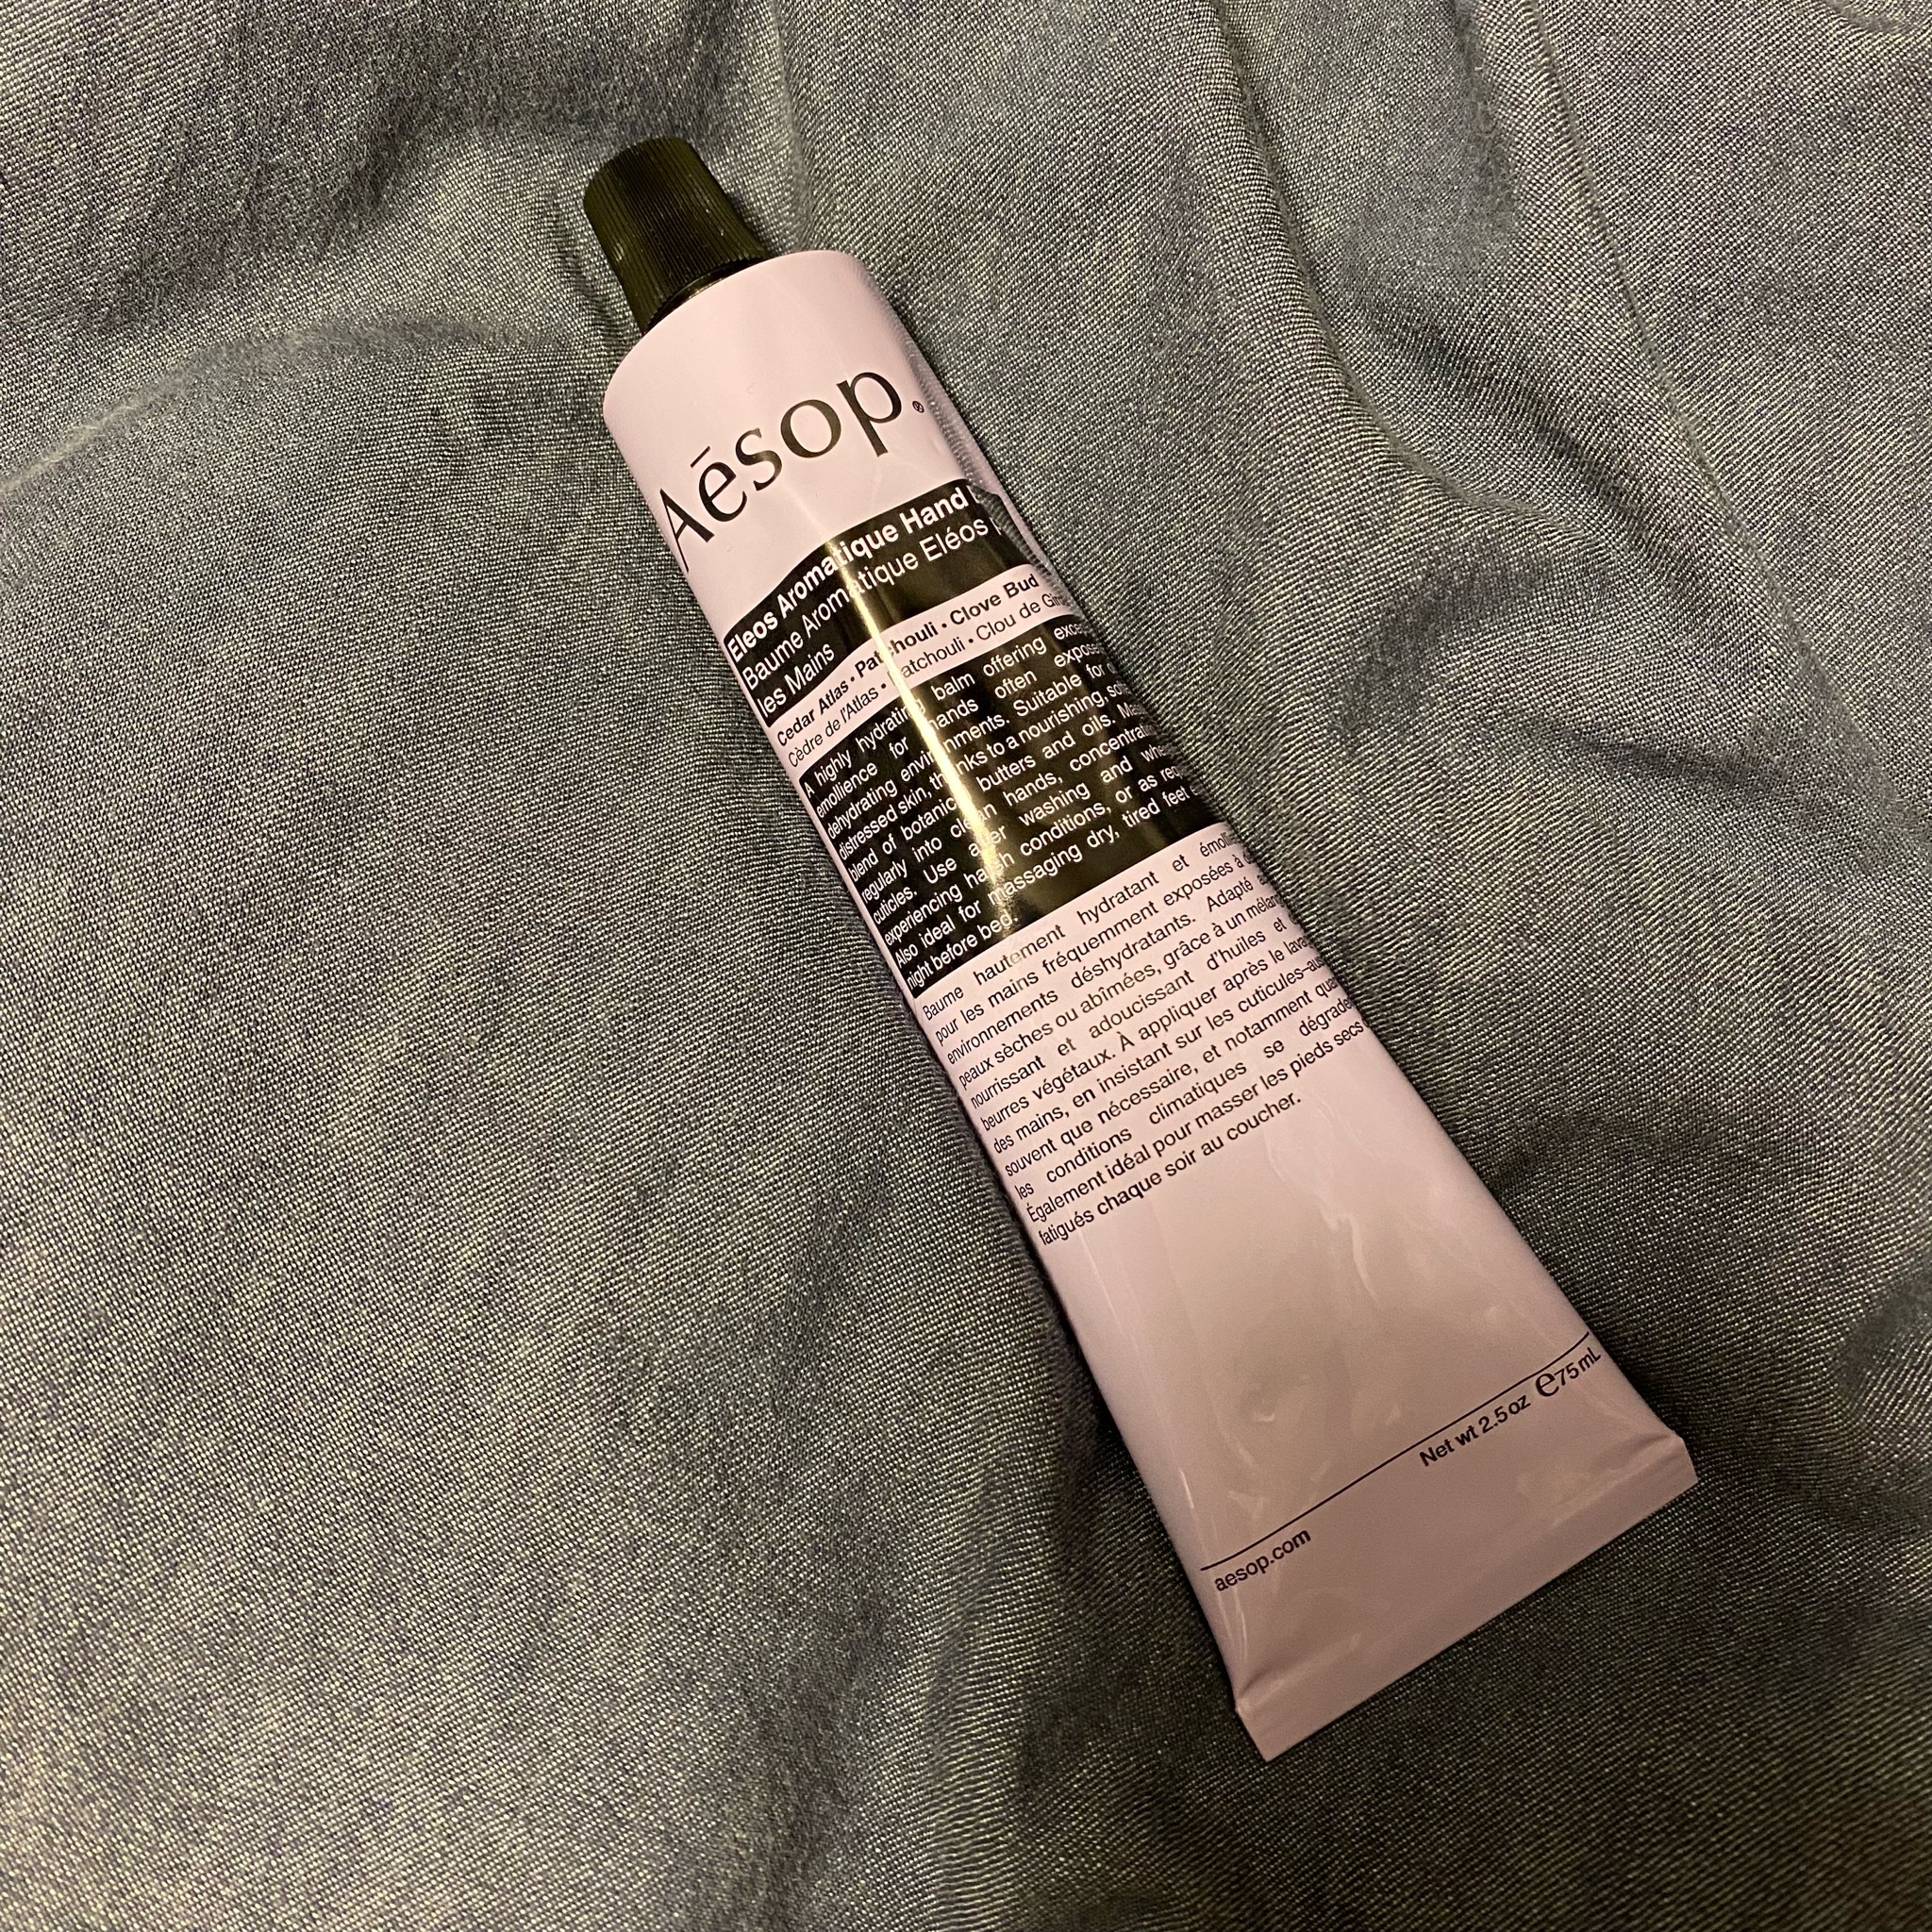 Aēsop.®
Eleos Aromatique Hand
Baume Aromatique Eléos
les Mains
Cedar Atlas • Patchouli • Clove Bud
Cèdre de l'Atlas • Patchouli • Clou de
A highly hydrating balm offering
emollience for hands often
dehydrating environments. Suitable for
distressed skin, thanks to a nourishing,
blend of botanical butters and oils.
regularly into clean hands,
cuticles. Use after washing and
experiencing harsh conditions, or as
Also ideal for massaging dry, tired feet
night before bed.
Baume hautement hydratant et
pour les mains fréquemment exposées à
environnements déshydratants. Adapté
peaux sèches ou abîmées, grâce à un
nourrissant et adoucissant d'huiles et
beurres végétaux. À appliquer après le
des mains, en insistant sur les
souvent que nécessaire, et notamment
les conditions climatiques se
Également idéal pour masser les pieds secs
fatigués chaque soir au coucher.
Net wt 2.5 oz e 75 mL
aesop.com